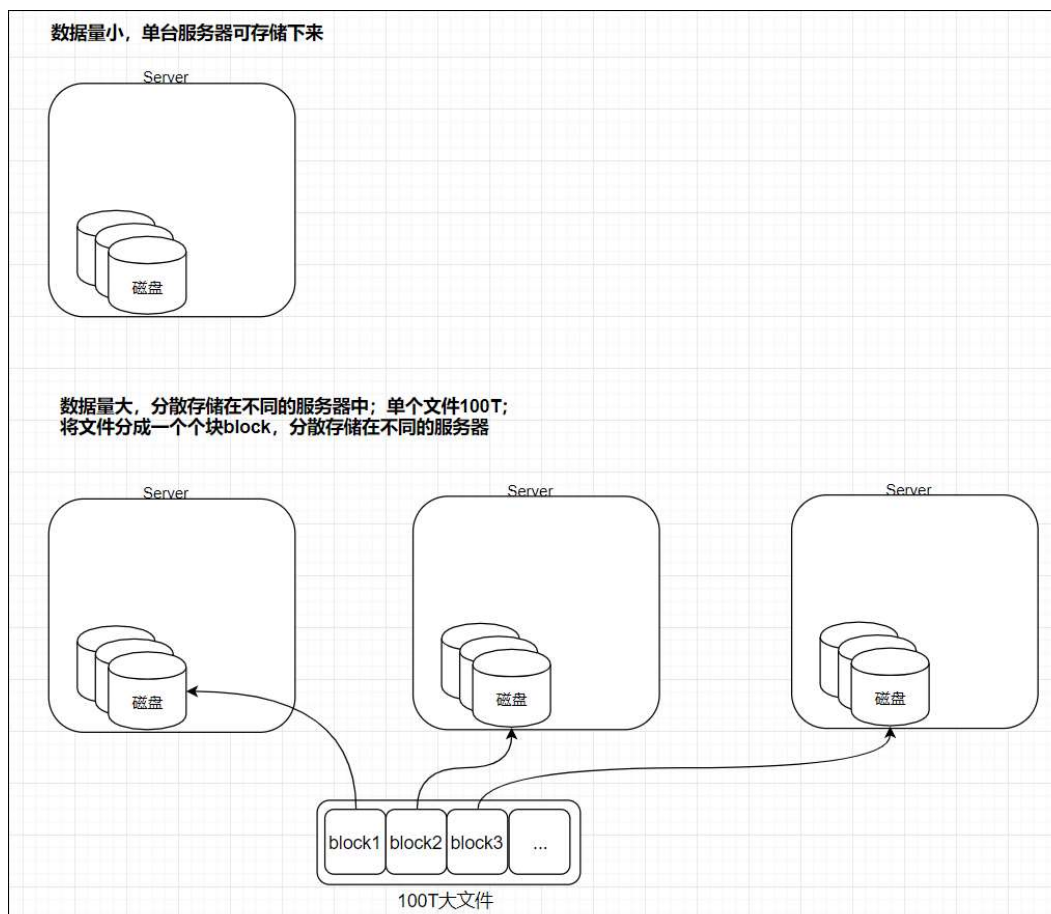 数据量小，单台服务器可存储下来
Server
磁盘
数据量大，分散存储在不同的服务器中；单个文件100T；
将文件分成一个个块block，分散存储在不同的服务器
Server
Server
Server
磁盘
磁盘
磁盘
block1
block2
block3
...
100T大文件